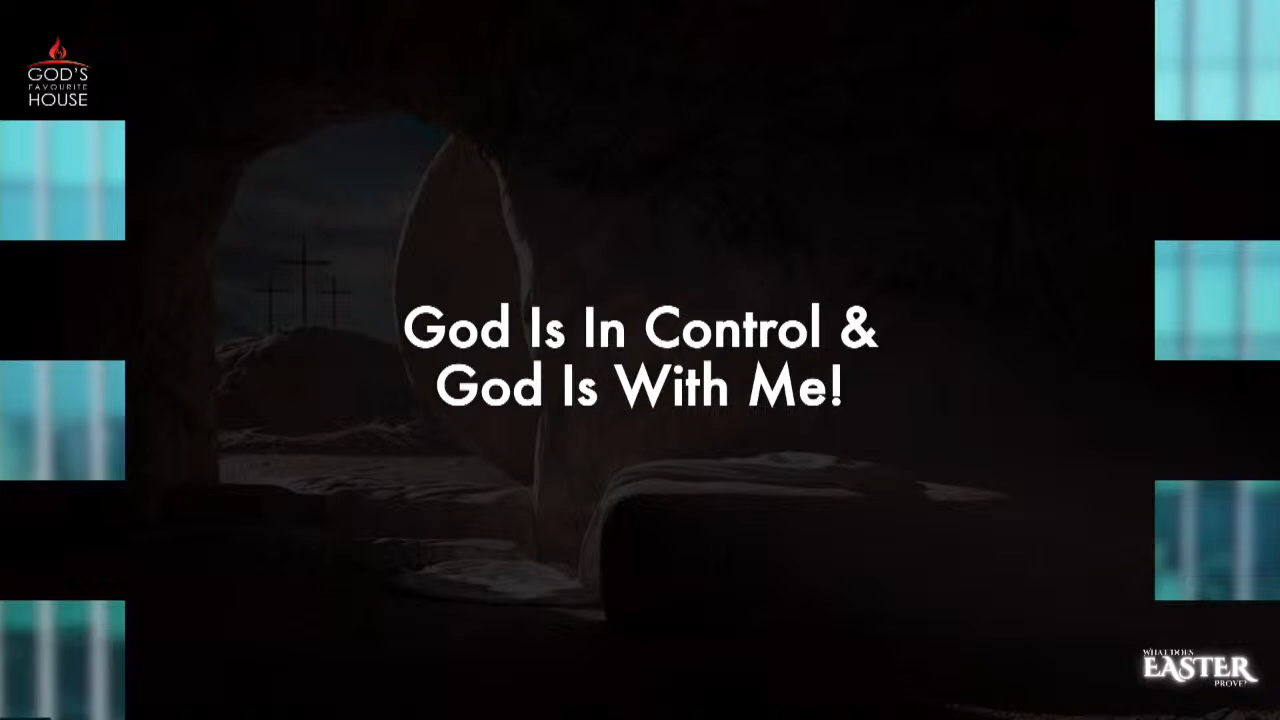 GOD'S
FAVOURITE
HOUSE
God Is In Control &
God Is With Me!
WHAT DOES
EASTER
PROVE?